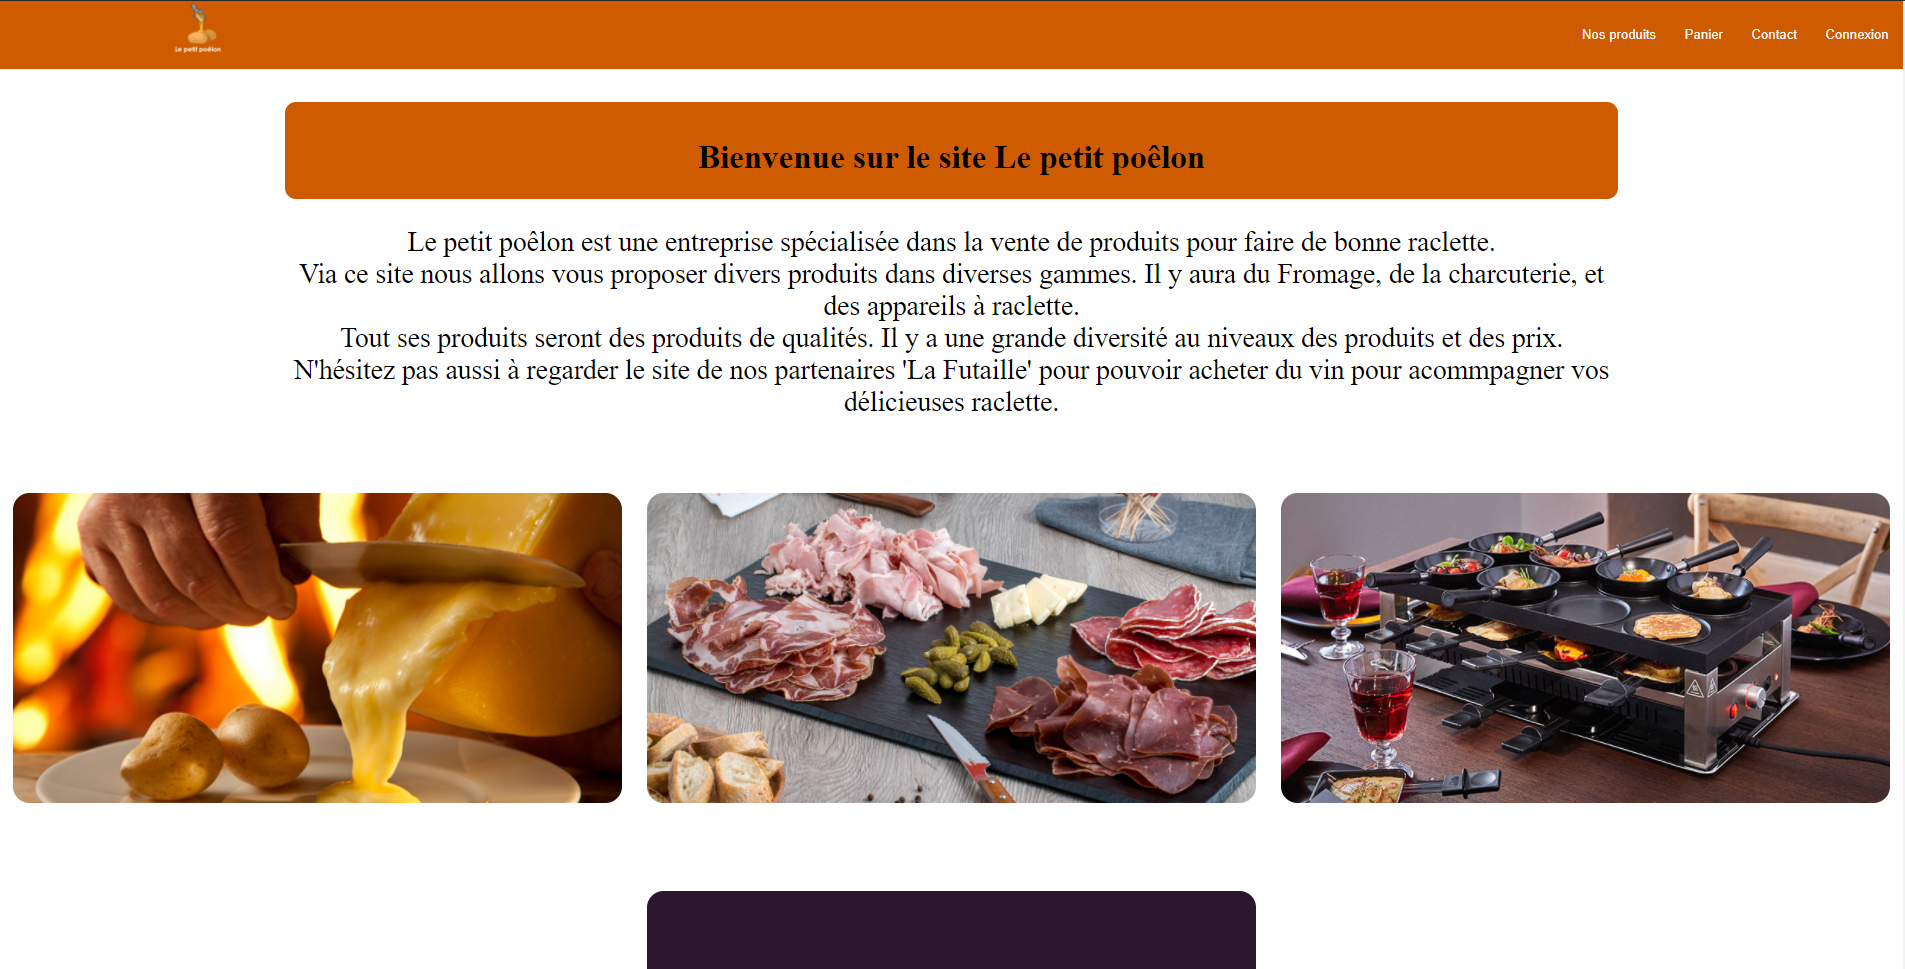 Le petit poêlon
Nos produits
Panier
Contact
Connexion
Bienvenue sur le site Le petit poêlon
Le petit poêlon est une entreprise spécialisée dans la vente de produits pour faire de bonne raclette.
Via ce site nous allons vous proposer divers produits dans diverses gammes. Il y aura du Fromage, de la charcuterie, et
des appareils à raclette.
Tout ses produits seront des produits de qualités. Il y a une grande diversité au niveaux des produits et des prix.
N'hésitez pas aussi à regarder le site de nos partenaires 'La Futaille' pour pouvoir acheter du vin pour acommpagner vos
délicieuses raclette.